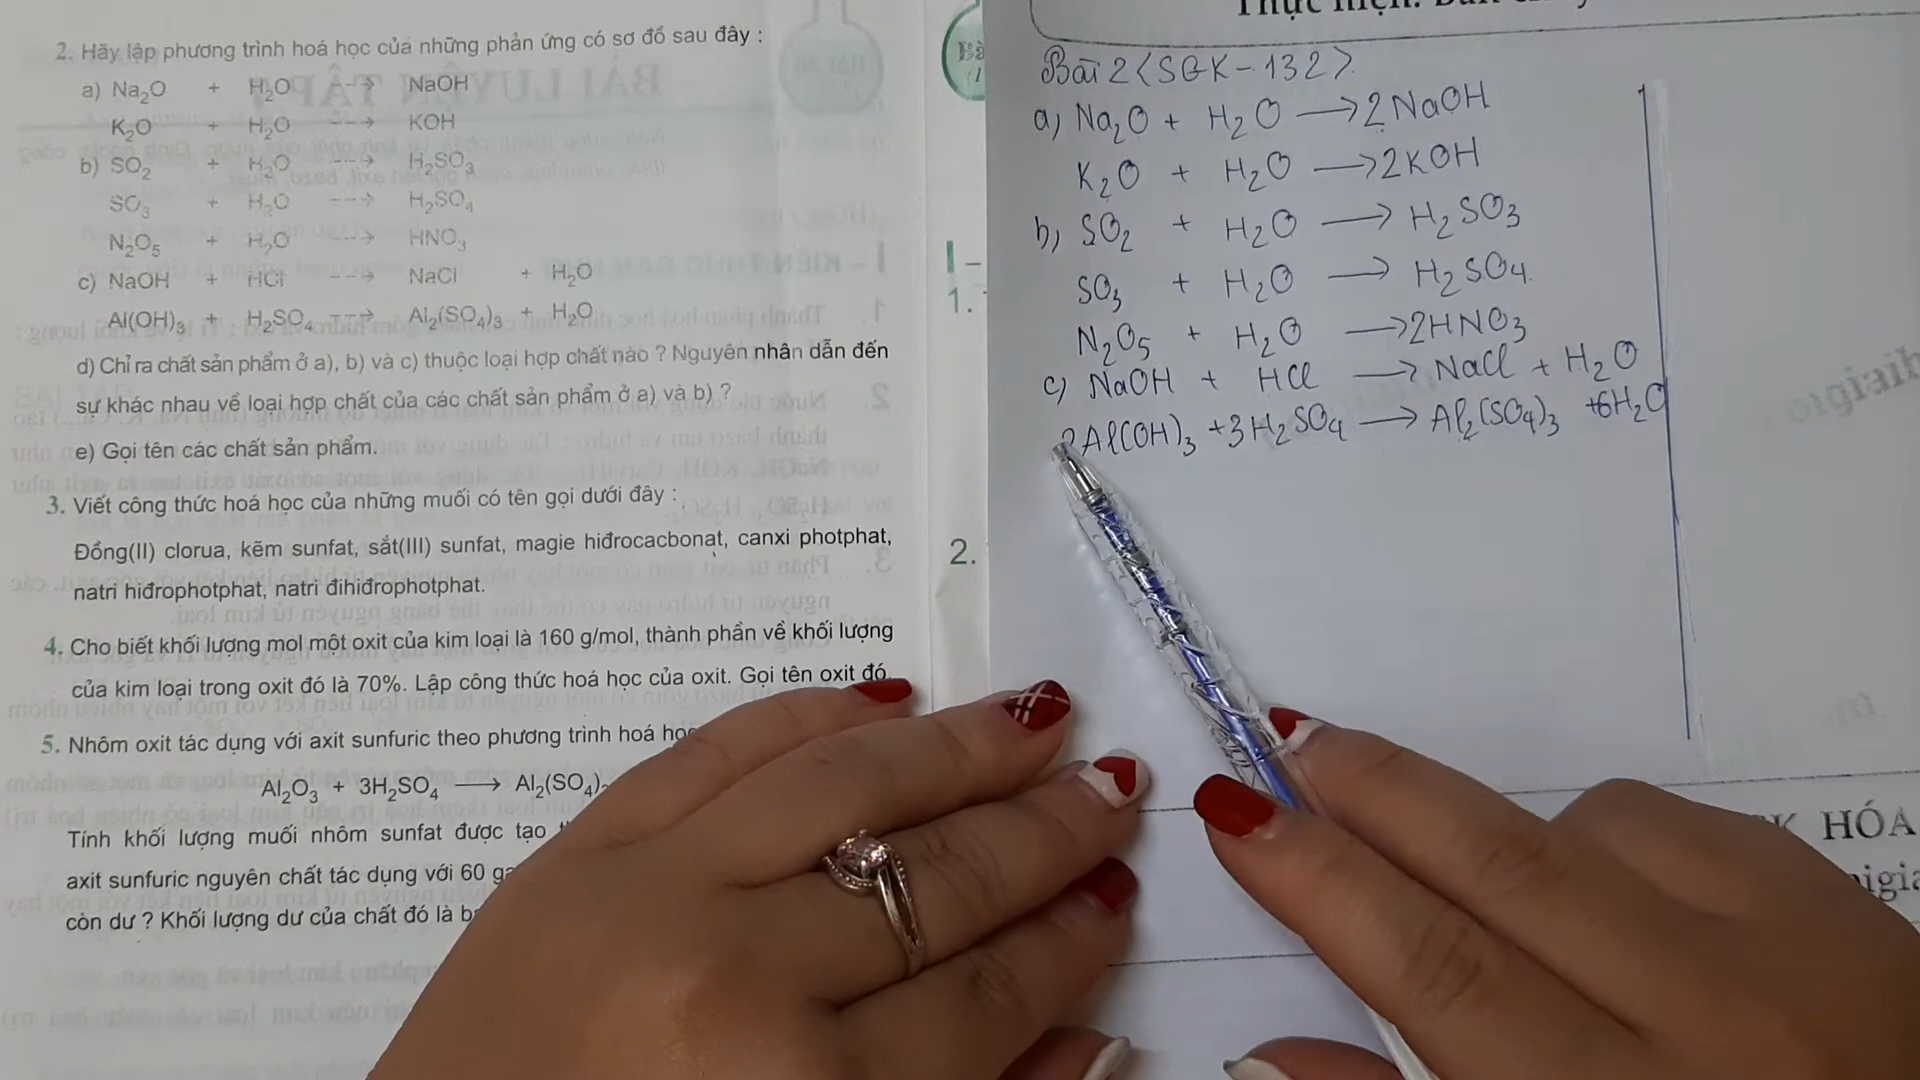 2. Hãy lập phương trình hoá học của những phản ứng có sơ đồ sau đây :
a) Na₂O + H₂O ---> NaOH
K₂O + H₂O ---> KOH
b) SO₂ + H₂O ---> H₂SO₃
SO₃ + H₂O ---> H₂SO₄
N₂O₅ + H₂O ---> HNO₃
c) NaOH + HCl ---> NaCl + H₂O
Al(OH)₃ + H₂SO₄ ---> Al₂(SO₄)₃ + H₂O
d) Chỉ ra chất sản phẩm ở a), b) và c) thuộc loại hợp chất nào ? Nguyên nhân dẫn đến
sự khác nhau về loại hợp chất của các chất sản phẩm ở a) và b) ?
e) Gọi tên các chất sản phẩm.
3. Viết công thức hoá học của những muối có tên gọi dưới đây :
Đồng(II) clorua, kẽm sunfat, sắt(III) sunfat, magie hiđrocacbonat, canxi photphat,
natri hiđrophotphat, natri đihiđrophotphat.
4. Cho biết khối lượng mol một oxit của kim loại là 160 g/mol, thành phần về khối lượng
của kim loại trong oxit đó là 70%. Lập công thức hoá học của oxit. Gọi tên oxit đó.
5. Nhôm oxit tác dụng với axit sunfuric theo phương trình hoá
Al₂O₃ + 3H₂SO₄ ⟶ Al₂(SO₄)
Tính khối lượng muối nhôm sunfat được tạo
axit sunfuric nguyên chất tác dụng với 60
còn dư ? Khối lượng dư của chất đó là
1.
2.
Bài 2 <SGK - 132>
a) Na₂O + H₂O ⟶ 2NaOH
K₂O + H₂O ⟶ 2KOH
b) SO₂ + H₂O ⟶ H₂SO₃
SO₃ + H₂O ⟶ H₂SO₄
N₂O₅ + H₂O ⟶ 2HNO₃
c) NaOH + HCl ⟶ NaCl + H₂O
2Al(OH)₃ + 3H₂SO₄ ⟶ Al₂(SO₄)₃ + 6H₂O
HÓA